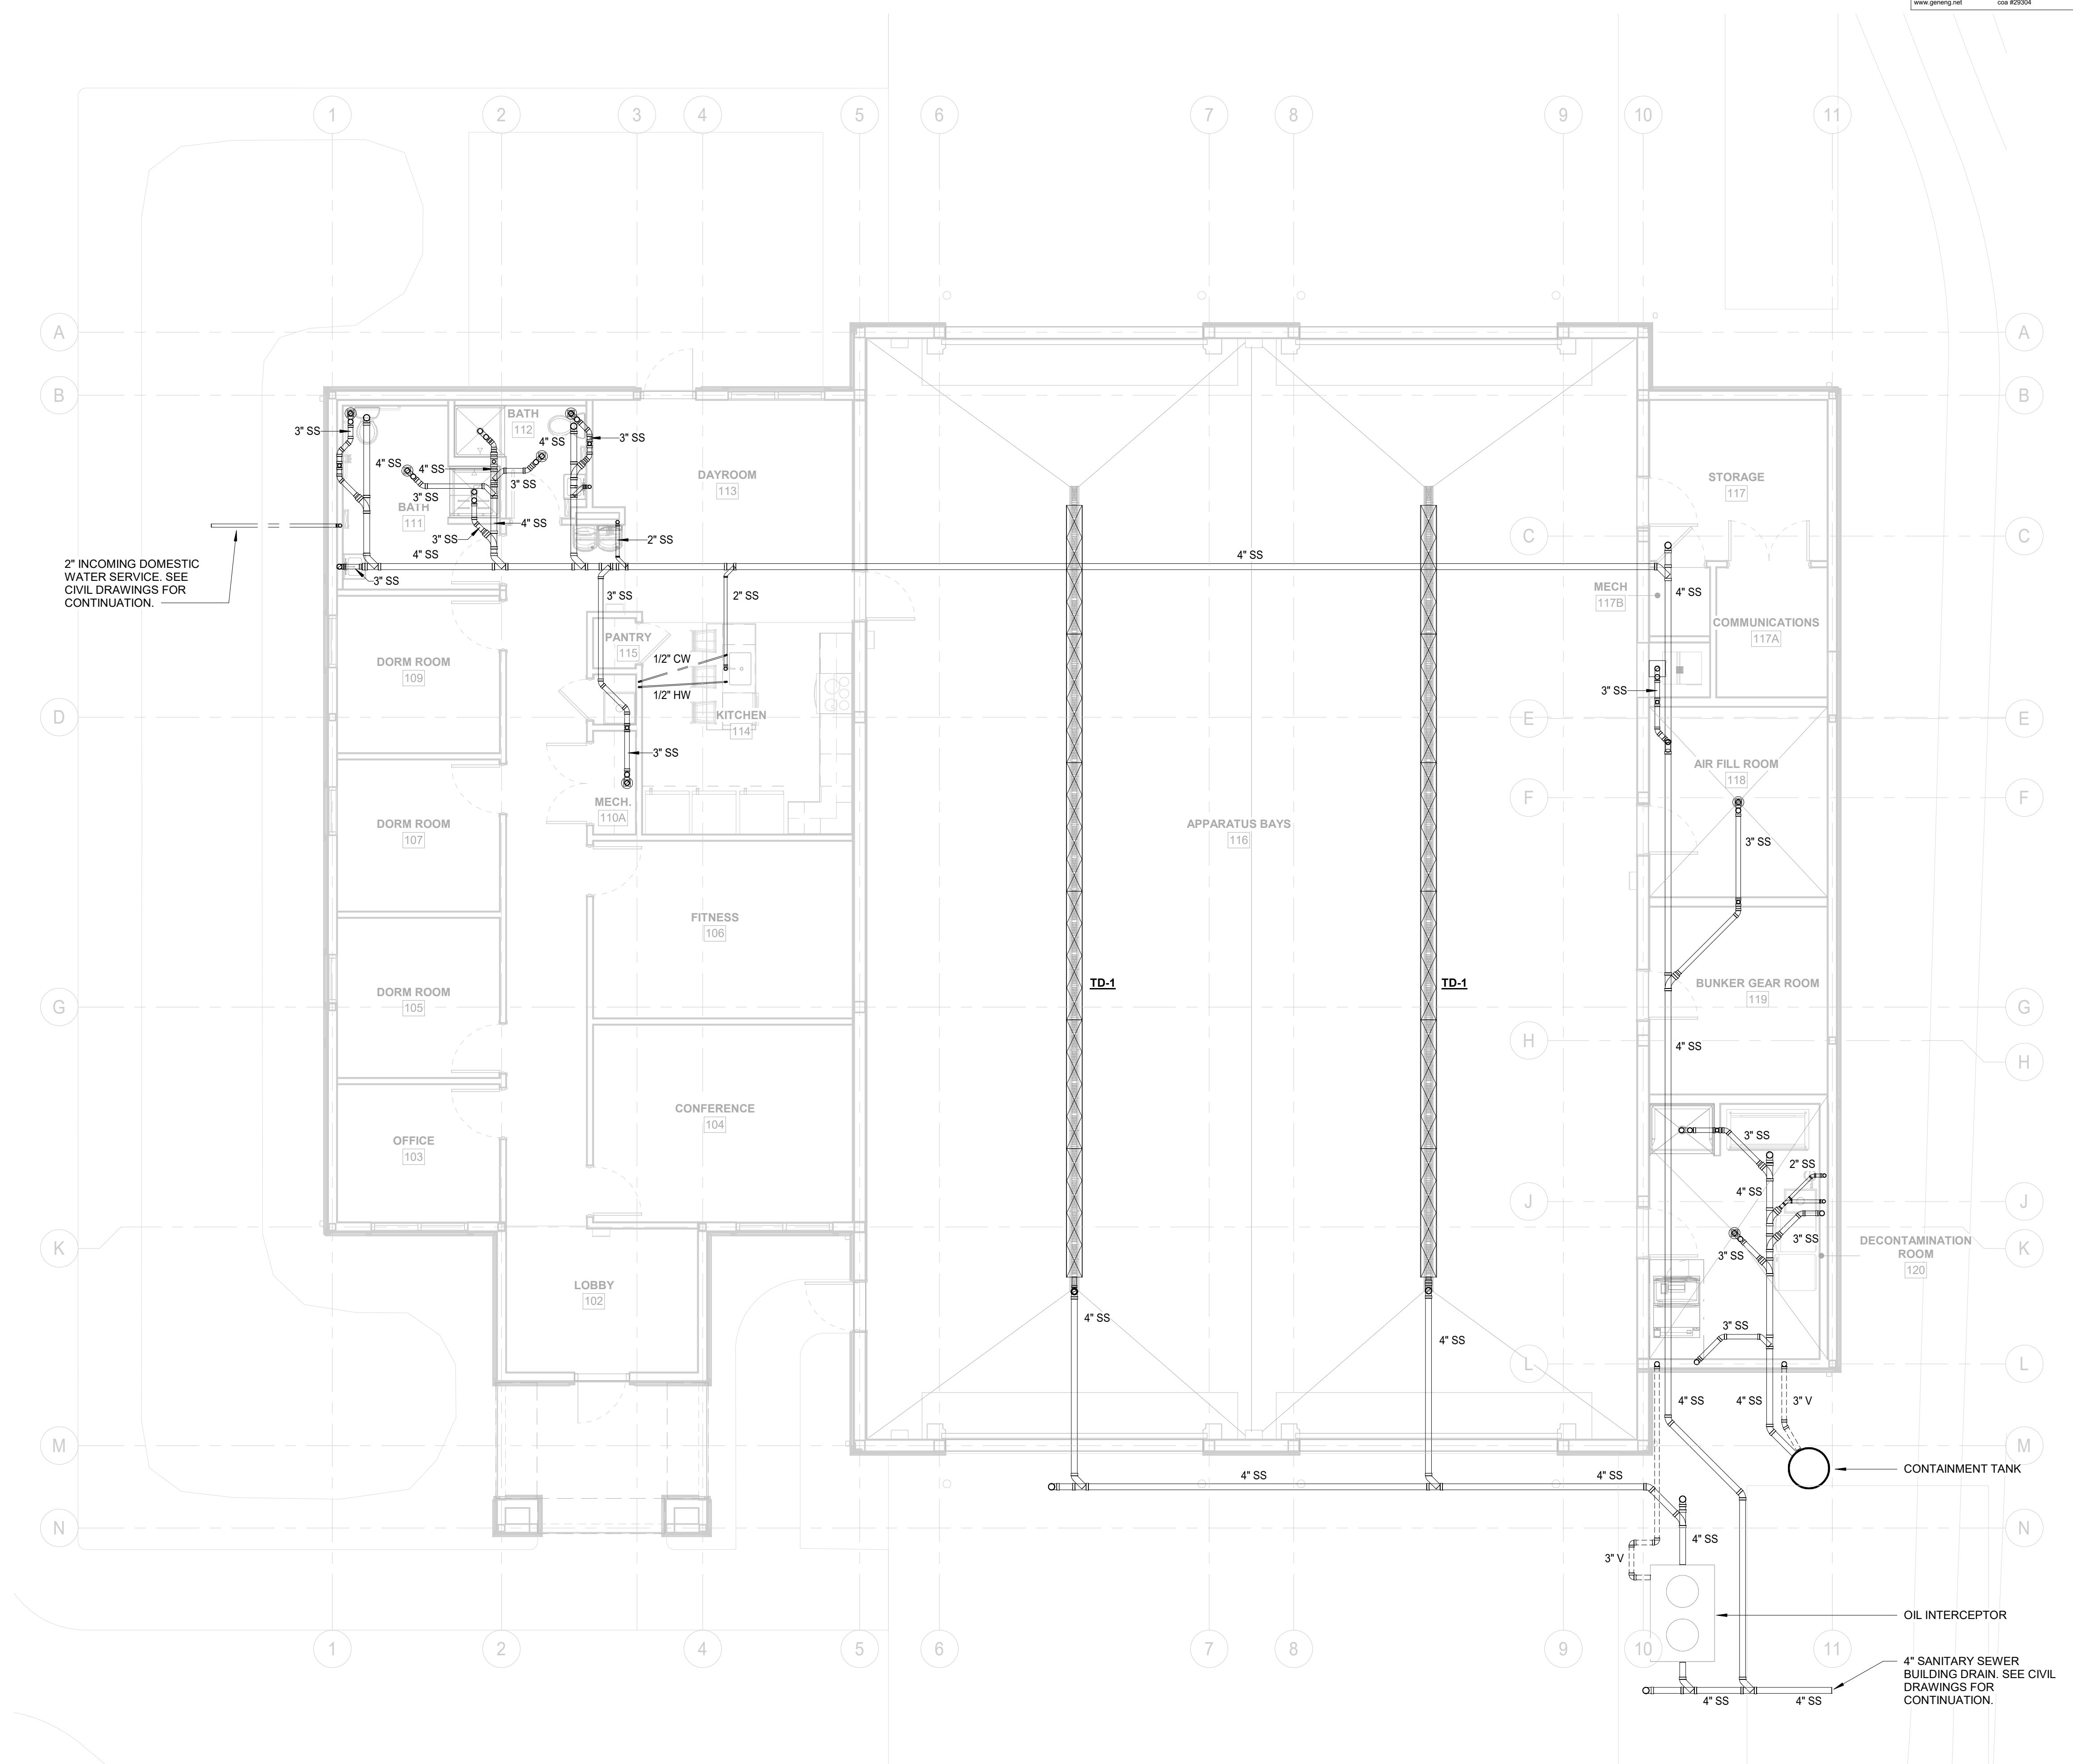 www.geneng.net coa #29304
1 2 3 4 5 6 7 8 9 10 11
A A
B B
BATH
112
3" SS
4" SS
3" SS
4" SS
4" SS
3" SS
3" SS
BATH
111
4" SS
3" SS
4" SS
3" SS
2" SS
DAYROOM
113
STORAGE
117
C C
4" SS
2" INCOMING DOMESTIC
WATER SERVICE. SEE
CIVIL DRAWINGS FOR
CONTINUATION.
3" SS
2" SS
MECH
117B
4" SS
COMMUNICATIONS
117A
PANTRY
115
1/2" CW
1/2" HW
DORM ROOM
109
3" SS
KITCHEN
114
D E E
3" SS
AIR FILL ROOM
118
F F
MECH.
110A
DORM ROOM
107
APPARATUS BAYS
116
3" SS
FITNESS
106
TD-1
TD-1
DORM ROOM
105
BUNKER GEAR ROOM
119
G G
H H
4" SS
CONFERENCE
104
OFFICE
103
3" SS
2" SS
4" SS
J J
3" SS
3" SS
K K
DECONTAMINATION
ROOM
120
LOBBY
102
4" SS
4" SS
3" SS
L L
4" SS
4" SS
3" V
M M
CONTAINMENT TANK
4" SS
4" SS
N N
4" SS
3" V
OIL INTERCEPTOR
1 2 4 5 6 7 8 9 10 11
4" SANITARY SEWER
BUILDING DRAIN. SEE CIVIL
DRAWINGS FOR
CONTINUATION.
4" SS
4" SS